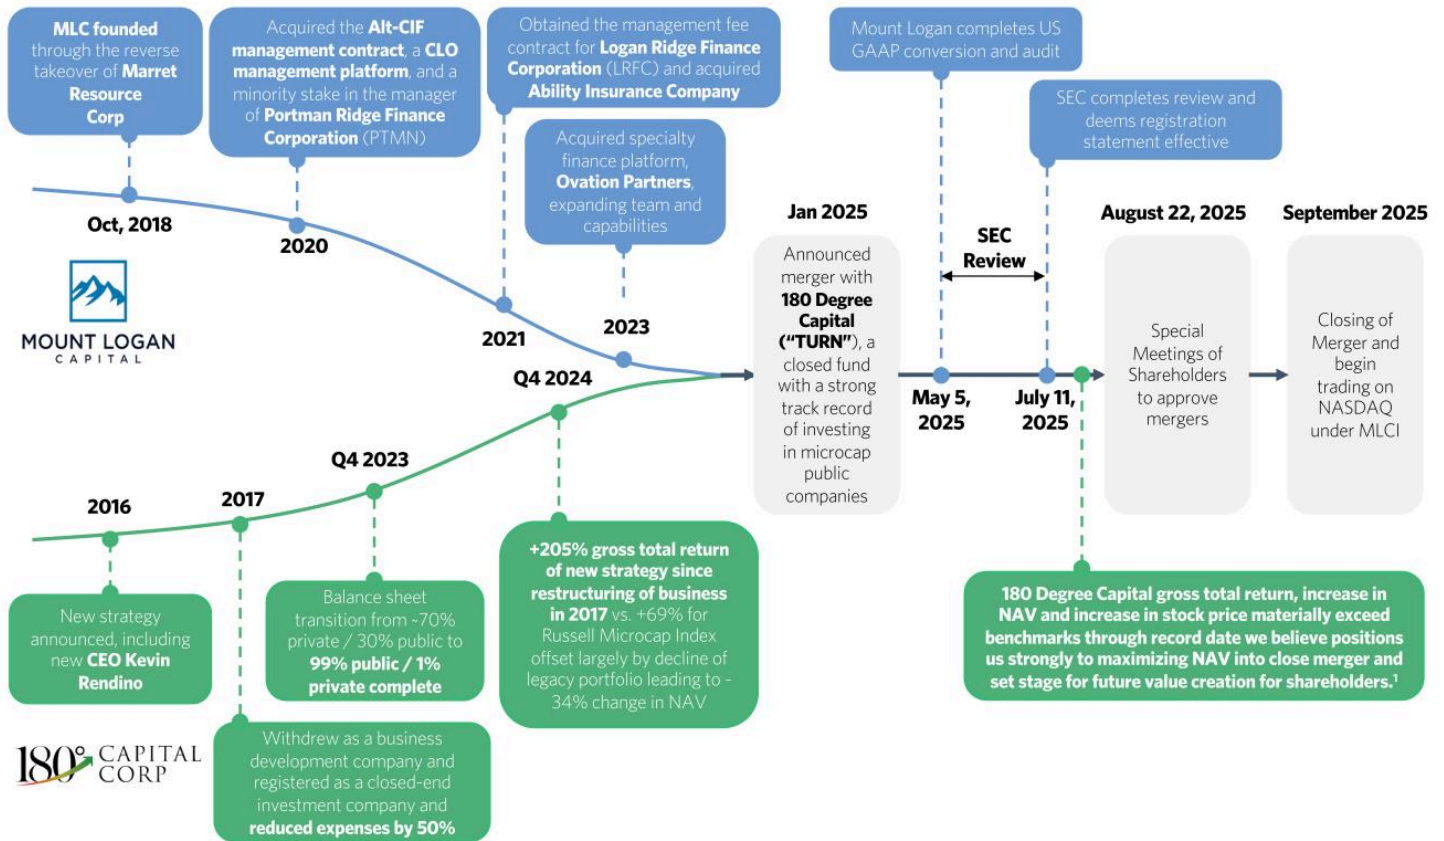 MLC founded
through the reverse
takeover of Marret
Resource
Corp
Acquired the Alt-CIF
management contract, a CLO
management platform, and a
minority stake in the manager
of Portman Ridge Finance
Corporation (PTMN)
Obtained the management fee
contract for Logan Ridge Finance
Corporation (LRFC) and acquired
Ability Insurance Company
Acquired specialty
finance platform,
Ovation Partners,
expanding team and
capabilities
Mount Logan completes US
GAAP conversion and audit
SEC completes review and
deems registration
statement effective
Oct, 2018
2020
2021
2023
MOUNT LOGAN
CAPITAL
Jan 2025
Announced
merger with
180 Degree
Capital
("TURN"), a
closed fund
with a strong
track record
of investing
in microcap
public
companies
SEC
Review
May 5,
2025
July 11,
2025
August 22, 2025
Special
Meetings of
Shareholders
to approve
mergers
September 2025
Closing of
Merger and
begin
trading on
NASDAQ
under MLCI
2016
2017
Q4 2023
Q4 2024
New strategy
announced, including
new CEO Kevin
Rendino
Withdrew as a business
development company and
registered as a closed-end
investment company and
reduced expenses by 50%
Balance sheet
transition from ~70%
private / 30% public to
99% public / 1%
private complete
+205% gross total return
of new strategy since
restructuring of business
in 2017 vs. +69% for
Russell Microcap Index
offset largely by decline of
legacy portfolio leading to -
34% change in NAV
180 Degree Capital gross total return, increase in
NAV and increase in stock price materially exceed
benchmarks through record date we believe positions
us strongly to maximizing NAV into close merger and
set stage for future value creation for shareholders.¹
180° CAPITAL
CORP